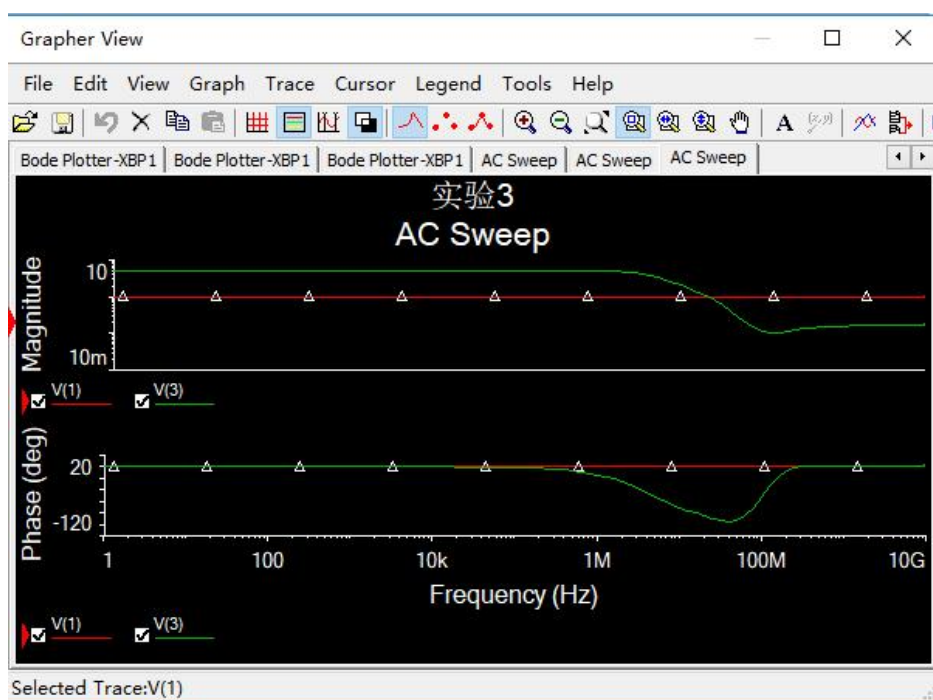 Grapher View
File Edit View Graph Trace Cursor Legend Tools Help
A
Bode Plotter-XBP1 Bode Plotter-XBP1 Bode Plotter-XBP1 AC Sweep AC Sweep AC Sweep
实验3
AC Sweep
Magnitude
10
10m
V(1) V(3)
Phase (deg)
20
-120
1 100 10k 1M 100M 10G
Frequency (Hz)
V(1) V(3)
Selected Trace:V(1)